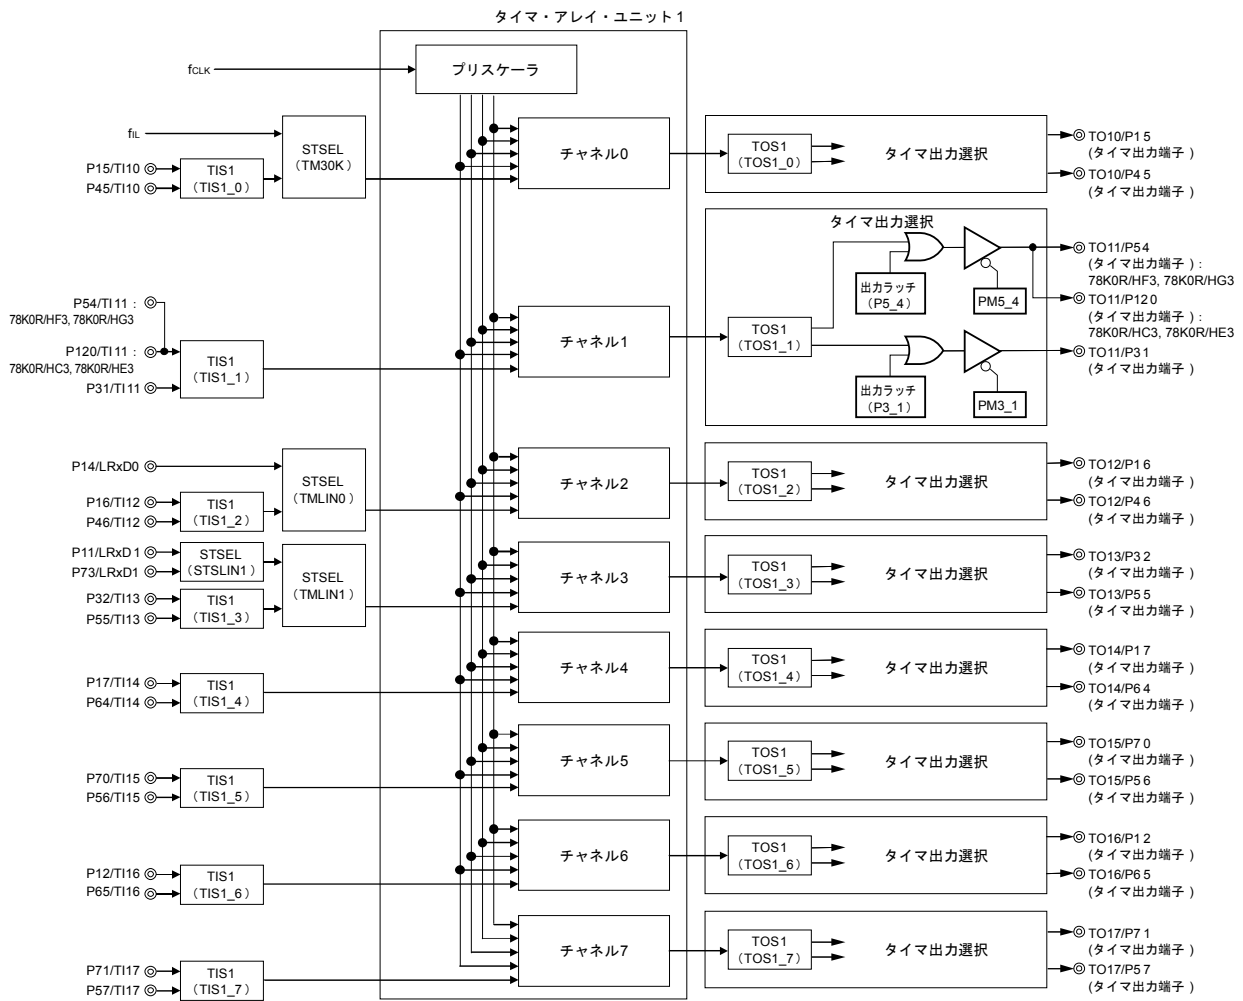 タイマ・アレイ・ユニット1
fCLK
プリスケーラ
fIL
STSEL
(TM30K)
P15/TI10
P45/TI10
TIS1
(TIS1_0)
チャネル0
TOS1
(TOS1_0)
タイマ出力選択
TO10/P15
(タイマ出力端子)
TO10/P45
(タイマ出力端子)
P54/TI11:
78K0R/HF3, 78K0R/HG3
P120/TI11:
78K0R/HC3, 78K0R/HE3
P31/TI11
TIS1
(TIS1_1)
チャネル1
TOS1
(TOS1_1)
タイマ出力選択
出力ラッチ
(P5_4)
PM5_4
出力ラッチ
(P3_1)
PM3_1
TO11/P54
(タイマ出力端子):
78K0R/HF3, 78K0R/HG3
TO11/P120
(タイマ出力端子):
78K0R/HC3, 78K0R/HE3
TO11/P31
(タイマ出力端子)
P14/LRxD0
P16/TI12
P46/TI12
TIS1
(TIS1_2)
STSEL
(TMLIN0)
チャネル2
TOS1
(TOS1_2)
タイマ出力選択
TO12/P16
(タイマ出力端子)
TO12/P46
(タイマ出力端子)
P11/LRxD1
P73/LRxD1
STSEL
(STSLIN1)
P32/TI13
P55/TI13
TIS1
(TIS1_3)
STSEL
(TMLIN1)
チャネル3
TOS1
(TOS1_3)
タイマ出力選択
TO13/P32
(タイマ出力端子)
TO13/P55
(タイマ出力端子)
P17/TI14
P64/TI14
TIS1
(TIS1_4)
チャネル4
TOS1
(TOS1_4)
タイマ出力選択
TO14/P17
(タイマ出力端子)
TO14/P64
(タイマ出力端子)
P70/TI15
P56/TI15
TIS1
(TIS1_5)
チャネル5
TOS1
(TOS1_5)
タイマ出力選択
TO15/P70
(タイマ出力端子)
TO15/P56
(タイマ出力端子)
P12/TI16
P65/TI16
TIS1
(TIS1_6)
チャネル6
TOS1
(TOS1_6)
タイマ出力選択
TO16/P12
(タイマ出力端子)
TO16/P65
(タイマ出力端子)
P71/TI17
P57/TI17
TIS1
(TIS1_7)
チャネル7
TOS1
(TOS1_7)
タイマ出力選択
TO17/P71
(タイマ出力端子)
TO17/P57
(タイマ出力端子)